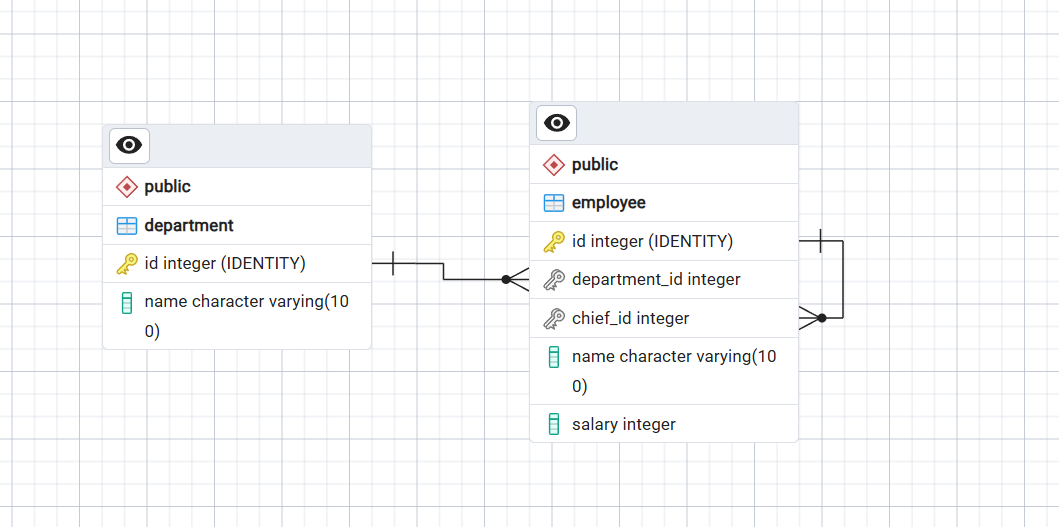 public
department
id integer (IDENTITY)
name character varying(10
0)
public
employee
id integer (IDENTITY)
department_id integer
chief_id integer
name character varying(10
0)
salary integer